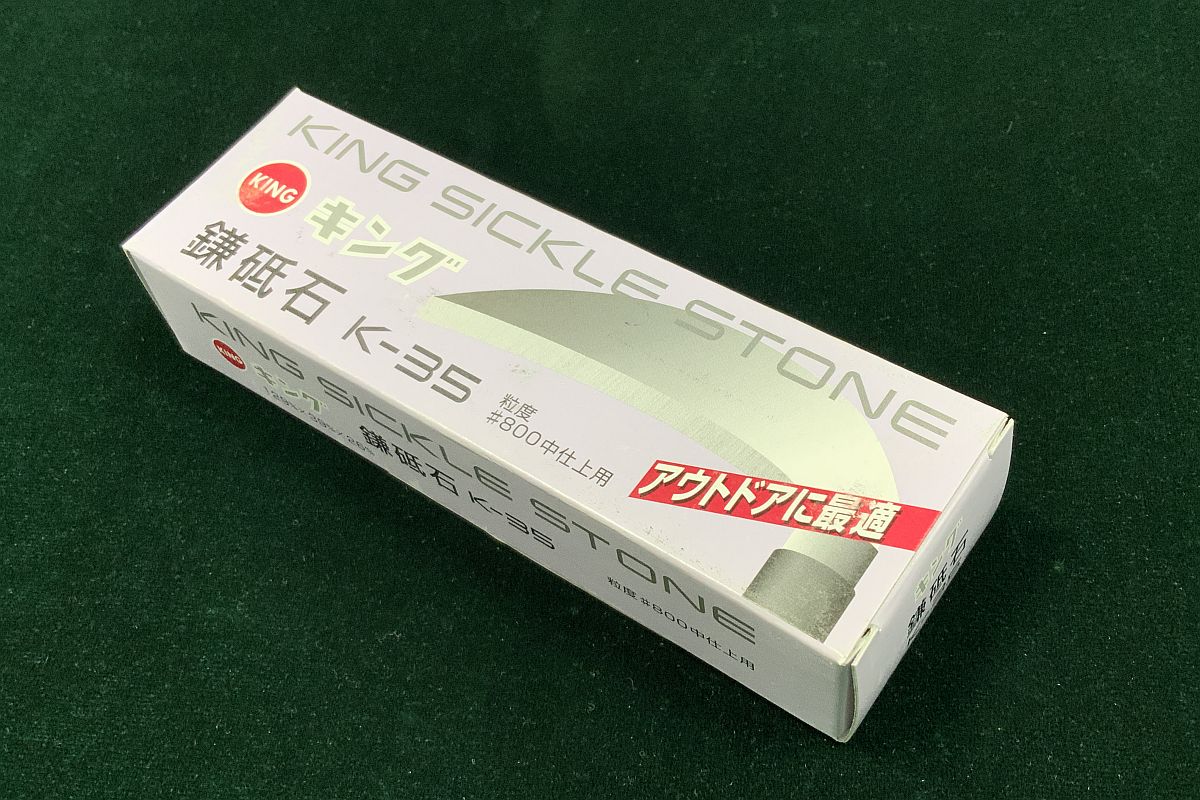 KING SICKLE STONE
KING
キング
鎌砥石 K-35
粒度
#800中仕上用
アウトドアに最適
KING SICKLE STONE
KING
キング
鎌砥石 K-35
粒度 #800中仕上用
キング
鎌砥石